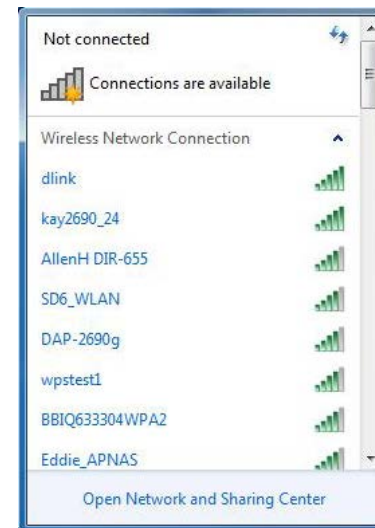 Not connected
Connections are available
Wireless Network Connection
dlink
kay2690_24
AllenH DIR-655
SD6_WLAN
DAP-2690g
wpstest1
BBIQ633304WPA2
Eddie_APNAS
Open Network and Sharing Center